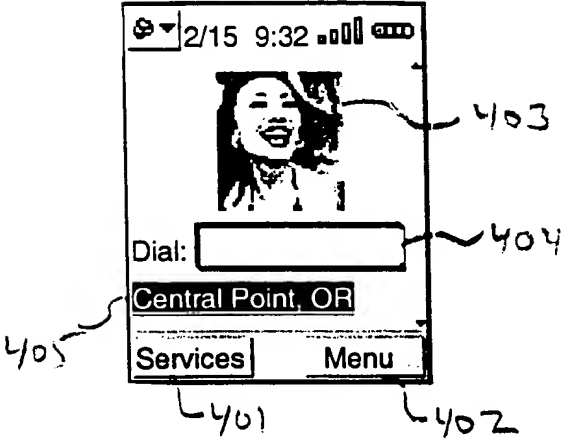 2/15 9:32
403
Dial:
404
Central Point, OR
405
Services Menu
401 402